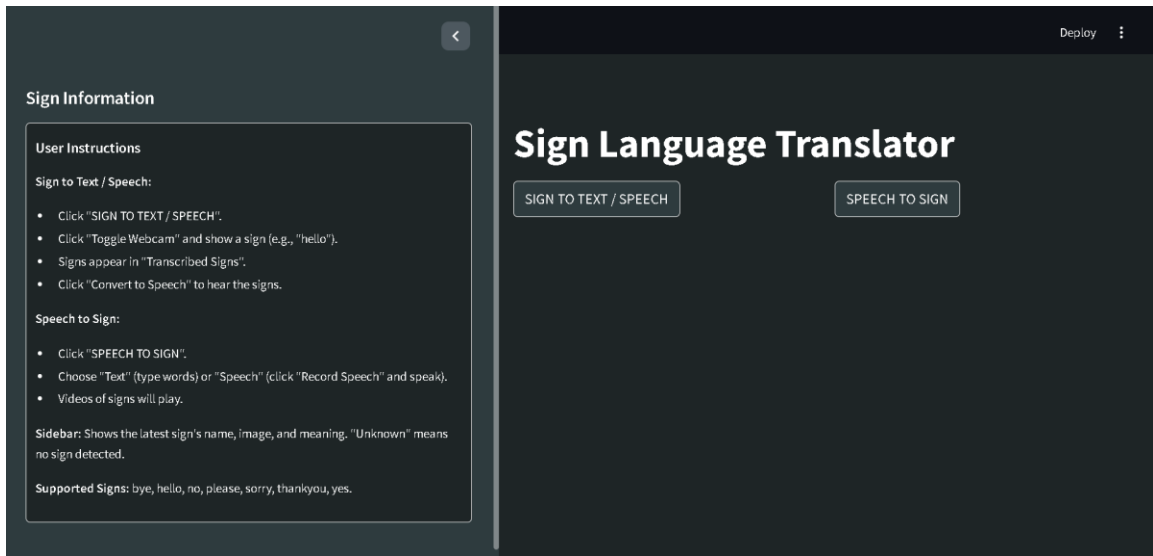 Sign Information
User Instructions
Sign to Text / Speech:
• Click "SIGN TO TEXT / SPEECH".
• Click "Toggle Webcam" and show a sign (e.g., "hello").
• Signs appear in "Transcribed Signs".
• Click "Convert to Speech" to hear the signs.
Speech to Sign:
• Click "SPEECH TO SIGN".
• Choose "Text" (type words) or "Speech" (click "Record Speech" and speak).
• Videos of signs will play.
Sidebar: Shows the latest sign's name, image, and meaning. "Unknown" means
no sign detected.
Supported Signs: bye, hello, no, please, sorry, thankyou, yes.
Deploy
Sign Language Translator
SIGN TO TEXT / SPEECH
SPEECH TO SIGN